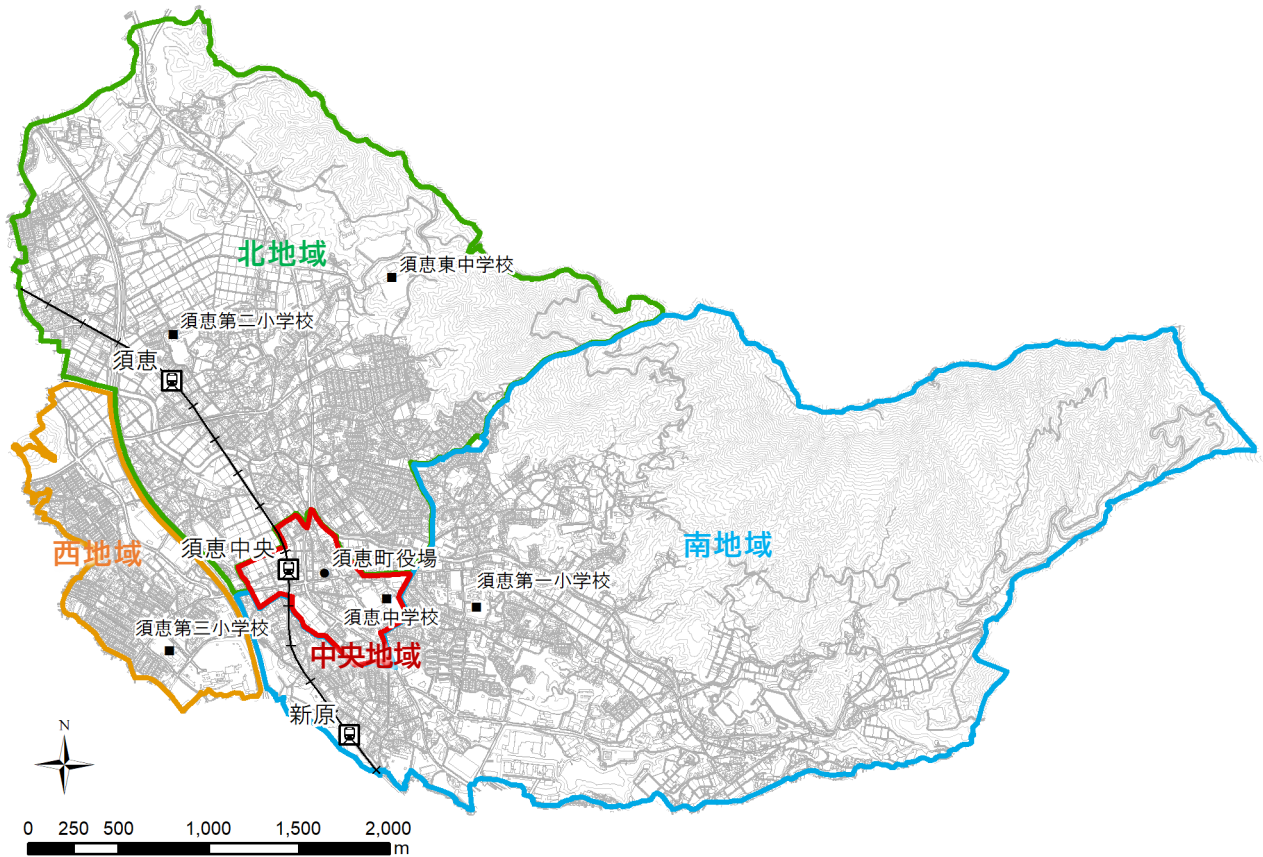 北地域
須恵東中学校
須恵第二小学校
須恵
西地域
須恵中央
須恵町役場
南地域
須恵第一小学校
須恵中学校
須恵第三小学校
中央地域
新原
N
0 250 500 1,000 1,500 2,000
m